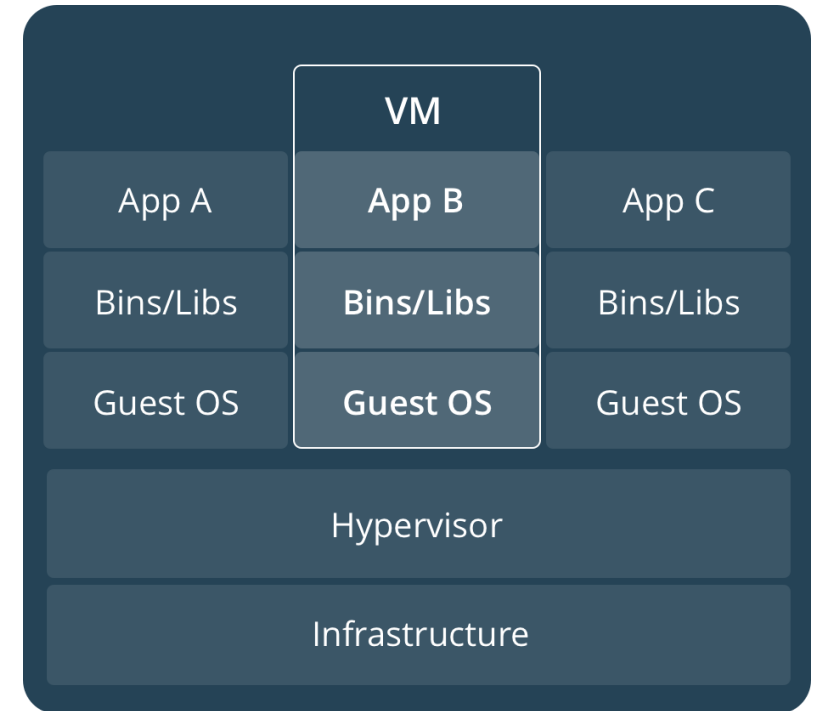 VM
App A
App B
App C
Bins/Libs
Bins/Libs
Bins/Libs
Guest OS
Guest OS
Guest OS
Hypervisor
Infrastructure